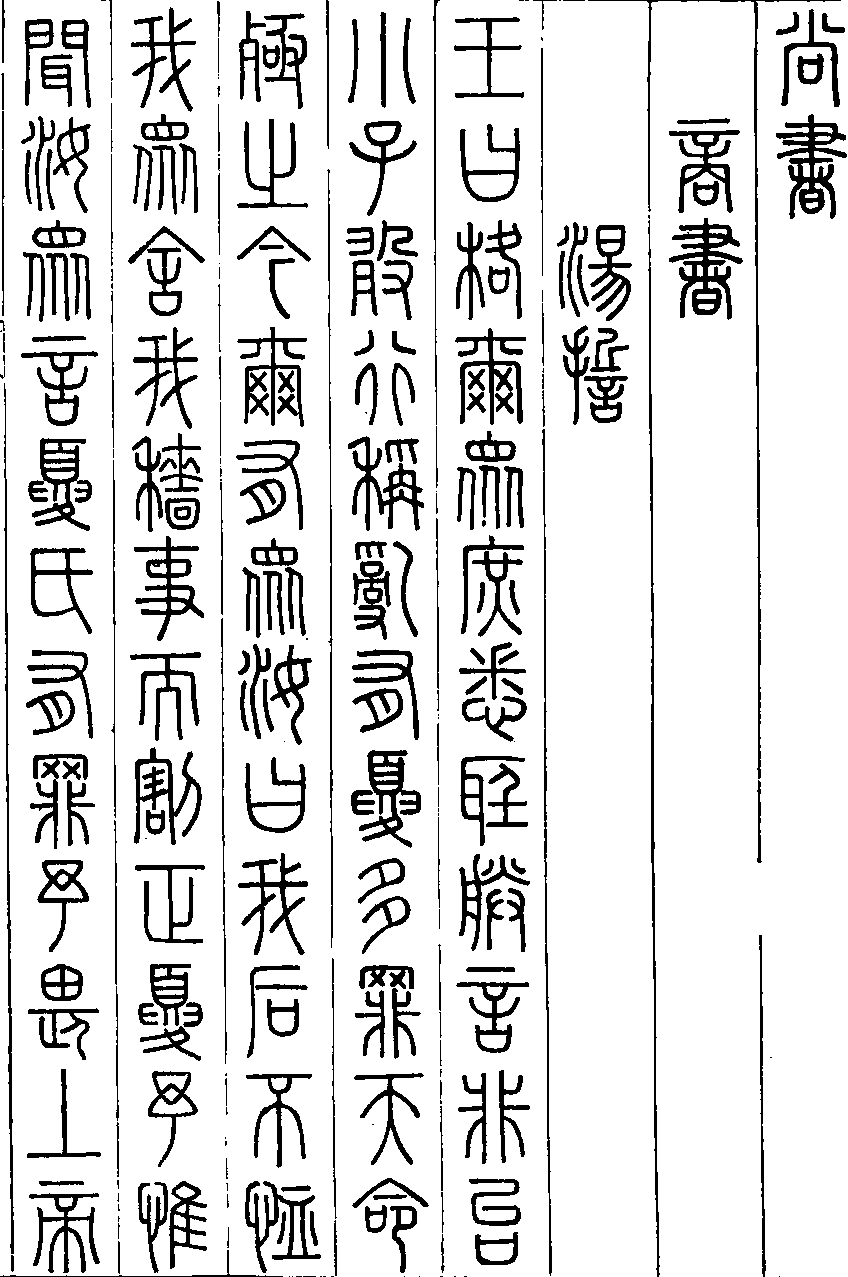 尚書
商書
湯誓
王曰格爾眾庶悉聽朕言非台
小子敢行稱亂有夏多罪天命
殛之今爾有眾汝曰我后不恤
我眾舍我穡事而割正夏予惟
聞汝眾言夏氏有罪予畏上帝